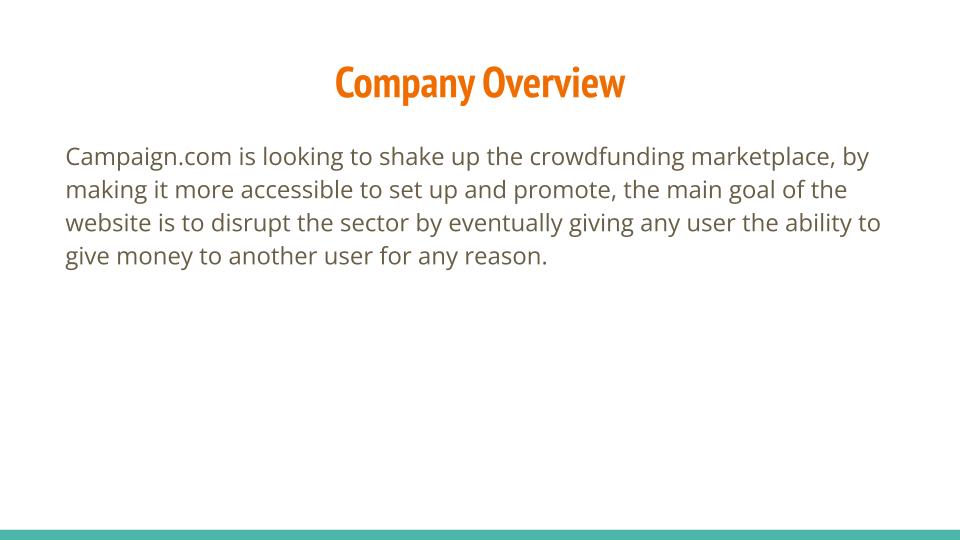 Company Overview
Campaign.com is looking to shake up the crowdfunding marketplace, by
making it more accessible to set up and promote, the main goal of the
website is to disrupt the sector by eventually giving any user the ability to
give money to another user for any reason.